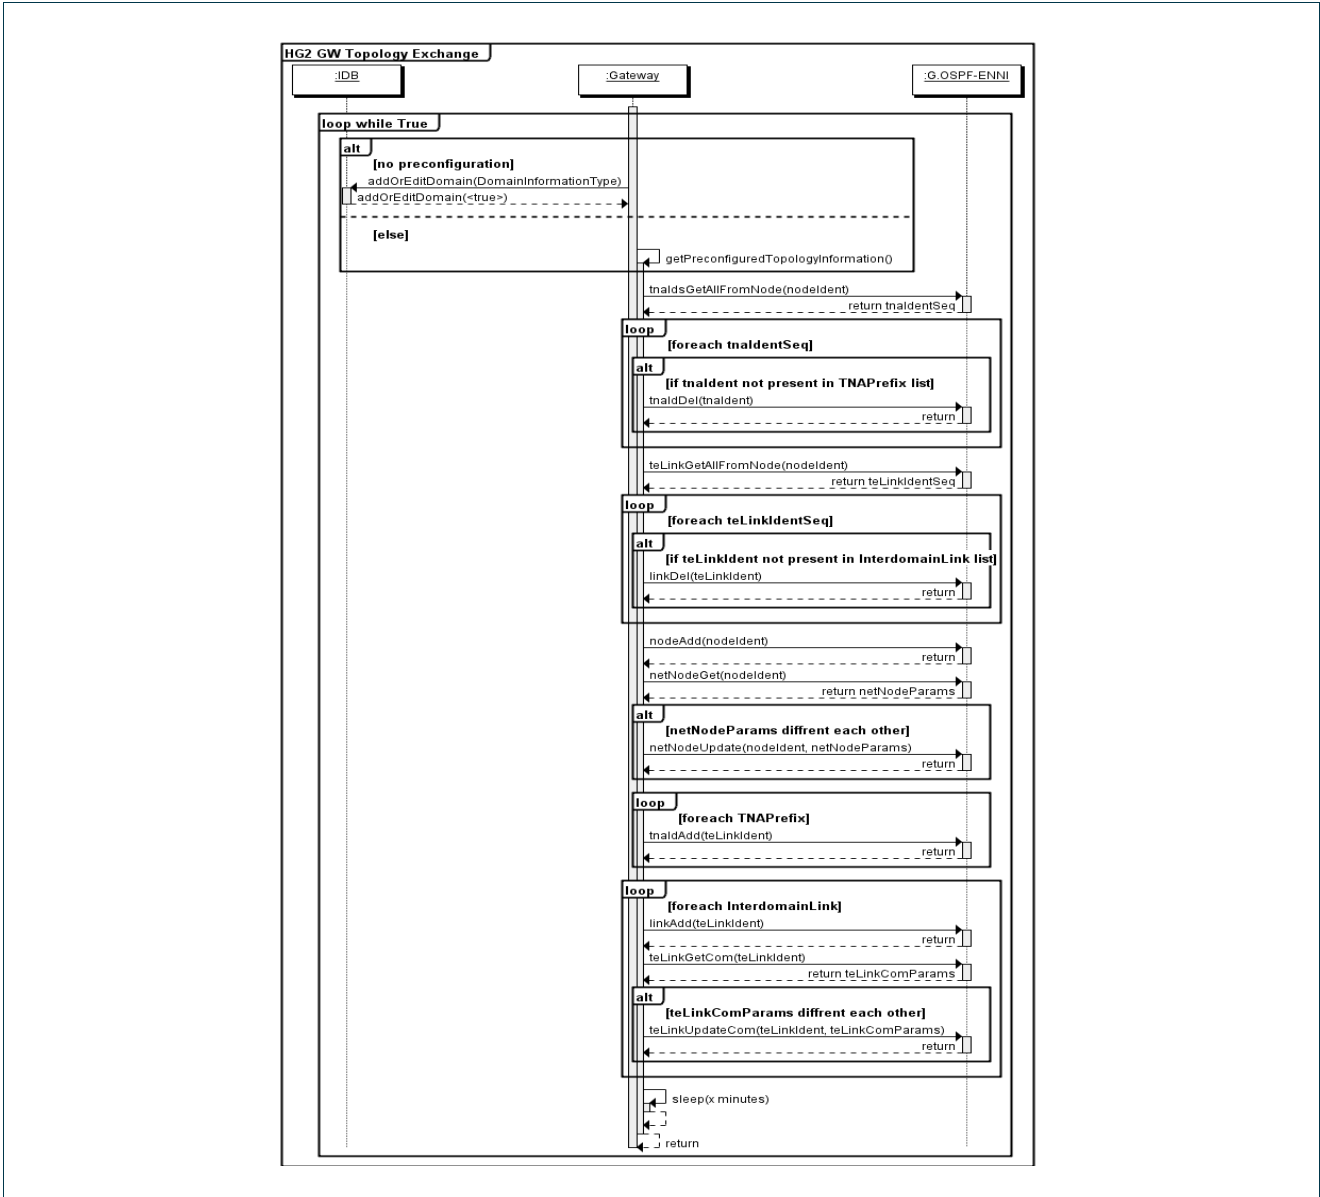 HG2 GW Topology Exchange
:IDB
:Gateway
:G.OSPF-ENNI
loop while True
alt
[no preconfiguration]
addOrEditDomain(DomainInformationType)
addOrEditDomain(<true>)
[else]
getPreconfiguredTopologyInformation()
tnaIdsGetAllFromNode(nodeIdent)
return tnaIdentSeq
loop
[foreach tnaIdentSeq]
alt
[if tnaIdent not present in TNAPrefix list]
tnaIdDel(tnaIdent)
return
teLinkGetAllFromNode(nodeIdent)
return teLinkIdentSeq
loop
[foreach teLinkIdentSeq]
alt
[if teLinkIdent not present in InterdomainLink list]
linkDel(teLinkIdent)
return
nodeAdd(nodeIdent)
return
netNodeGet(nodeIdent)
return netNodeParams
alt
[netNodeParams diffrent each other]
netNodeUpdate(nodeIdent, netNodeParams)
return
loop
[foreach TNAPrefix]
tnaIdAdd(teLinkIdent)
return
loop
[foreach InterdomainLink]
linkAdd(teLinkIdent)
return
teLinkGetCom(teLinkIdent)
return teLinkComParams
alt
[teLinkComParams diffrent each other]
teLinkUpdateCom(teLinkIdent, teLinkComParams)
return
sleep(x minutes)
return